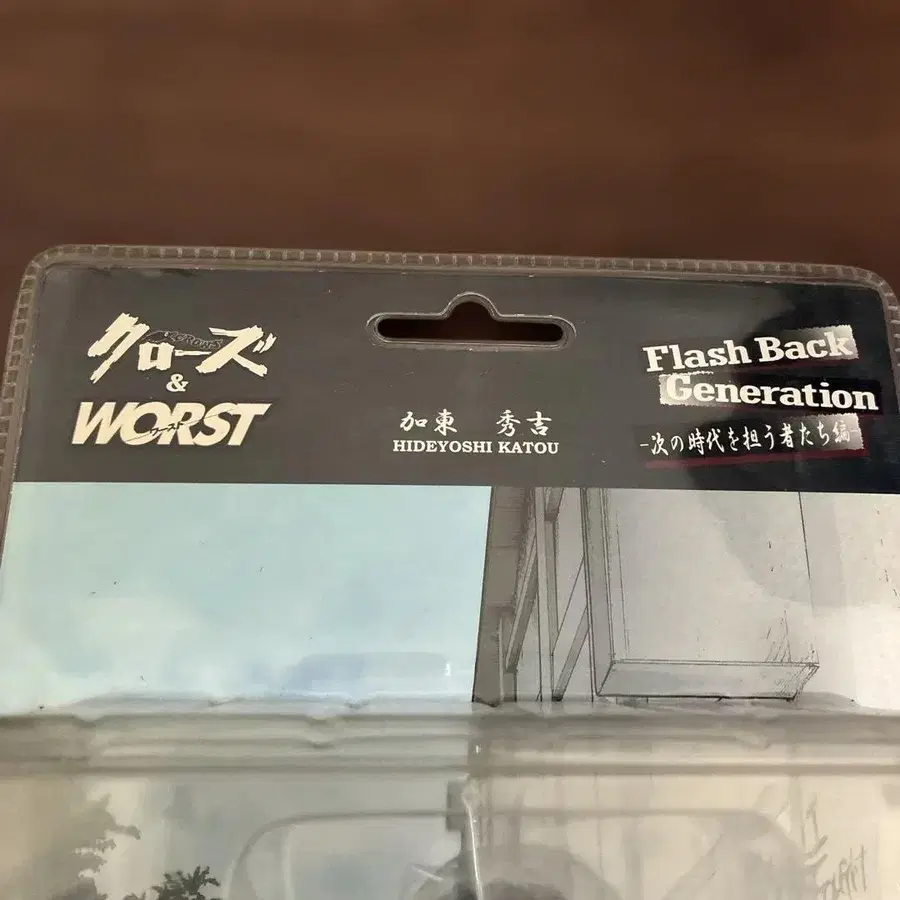 クローズ
CROWS
&
WORST
ワースト
加東 秀吉
HIDEYOSHI KATOU
Flash Back
Generation
-次の時代を担う者たち編-